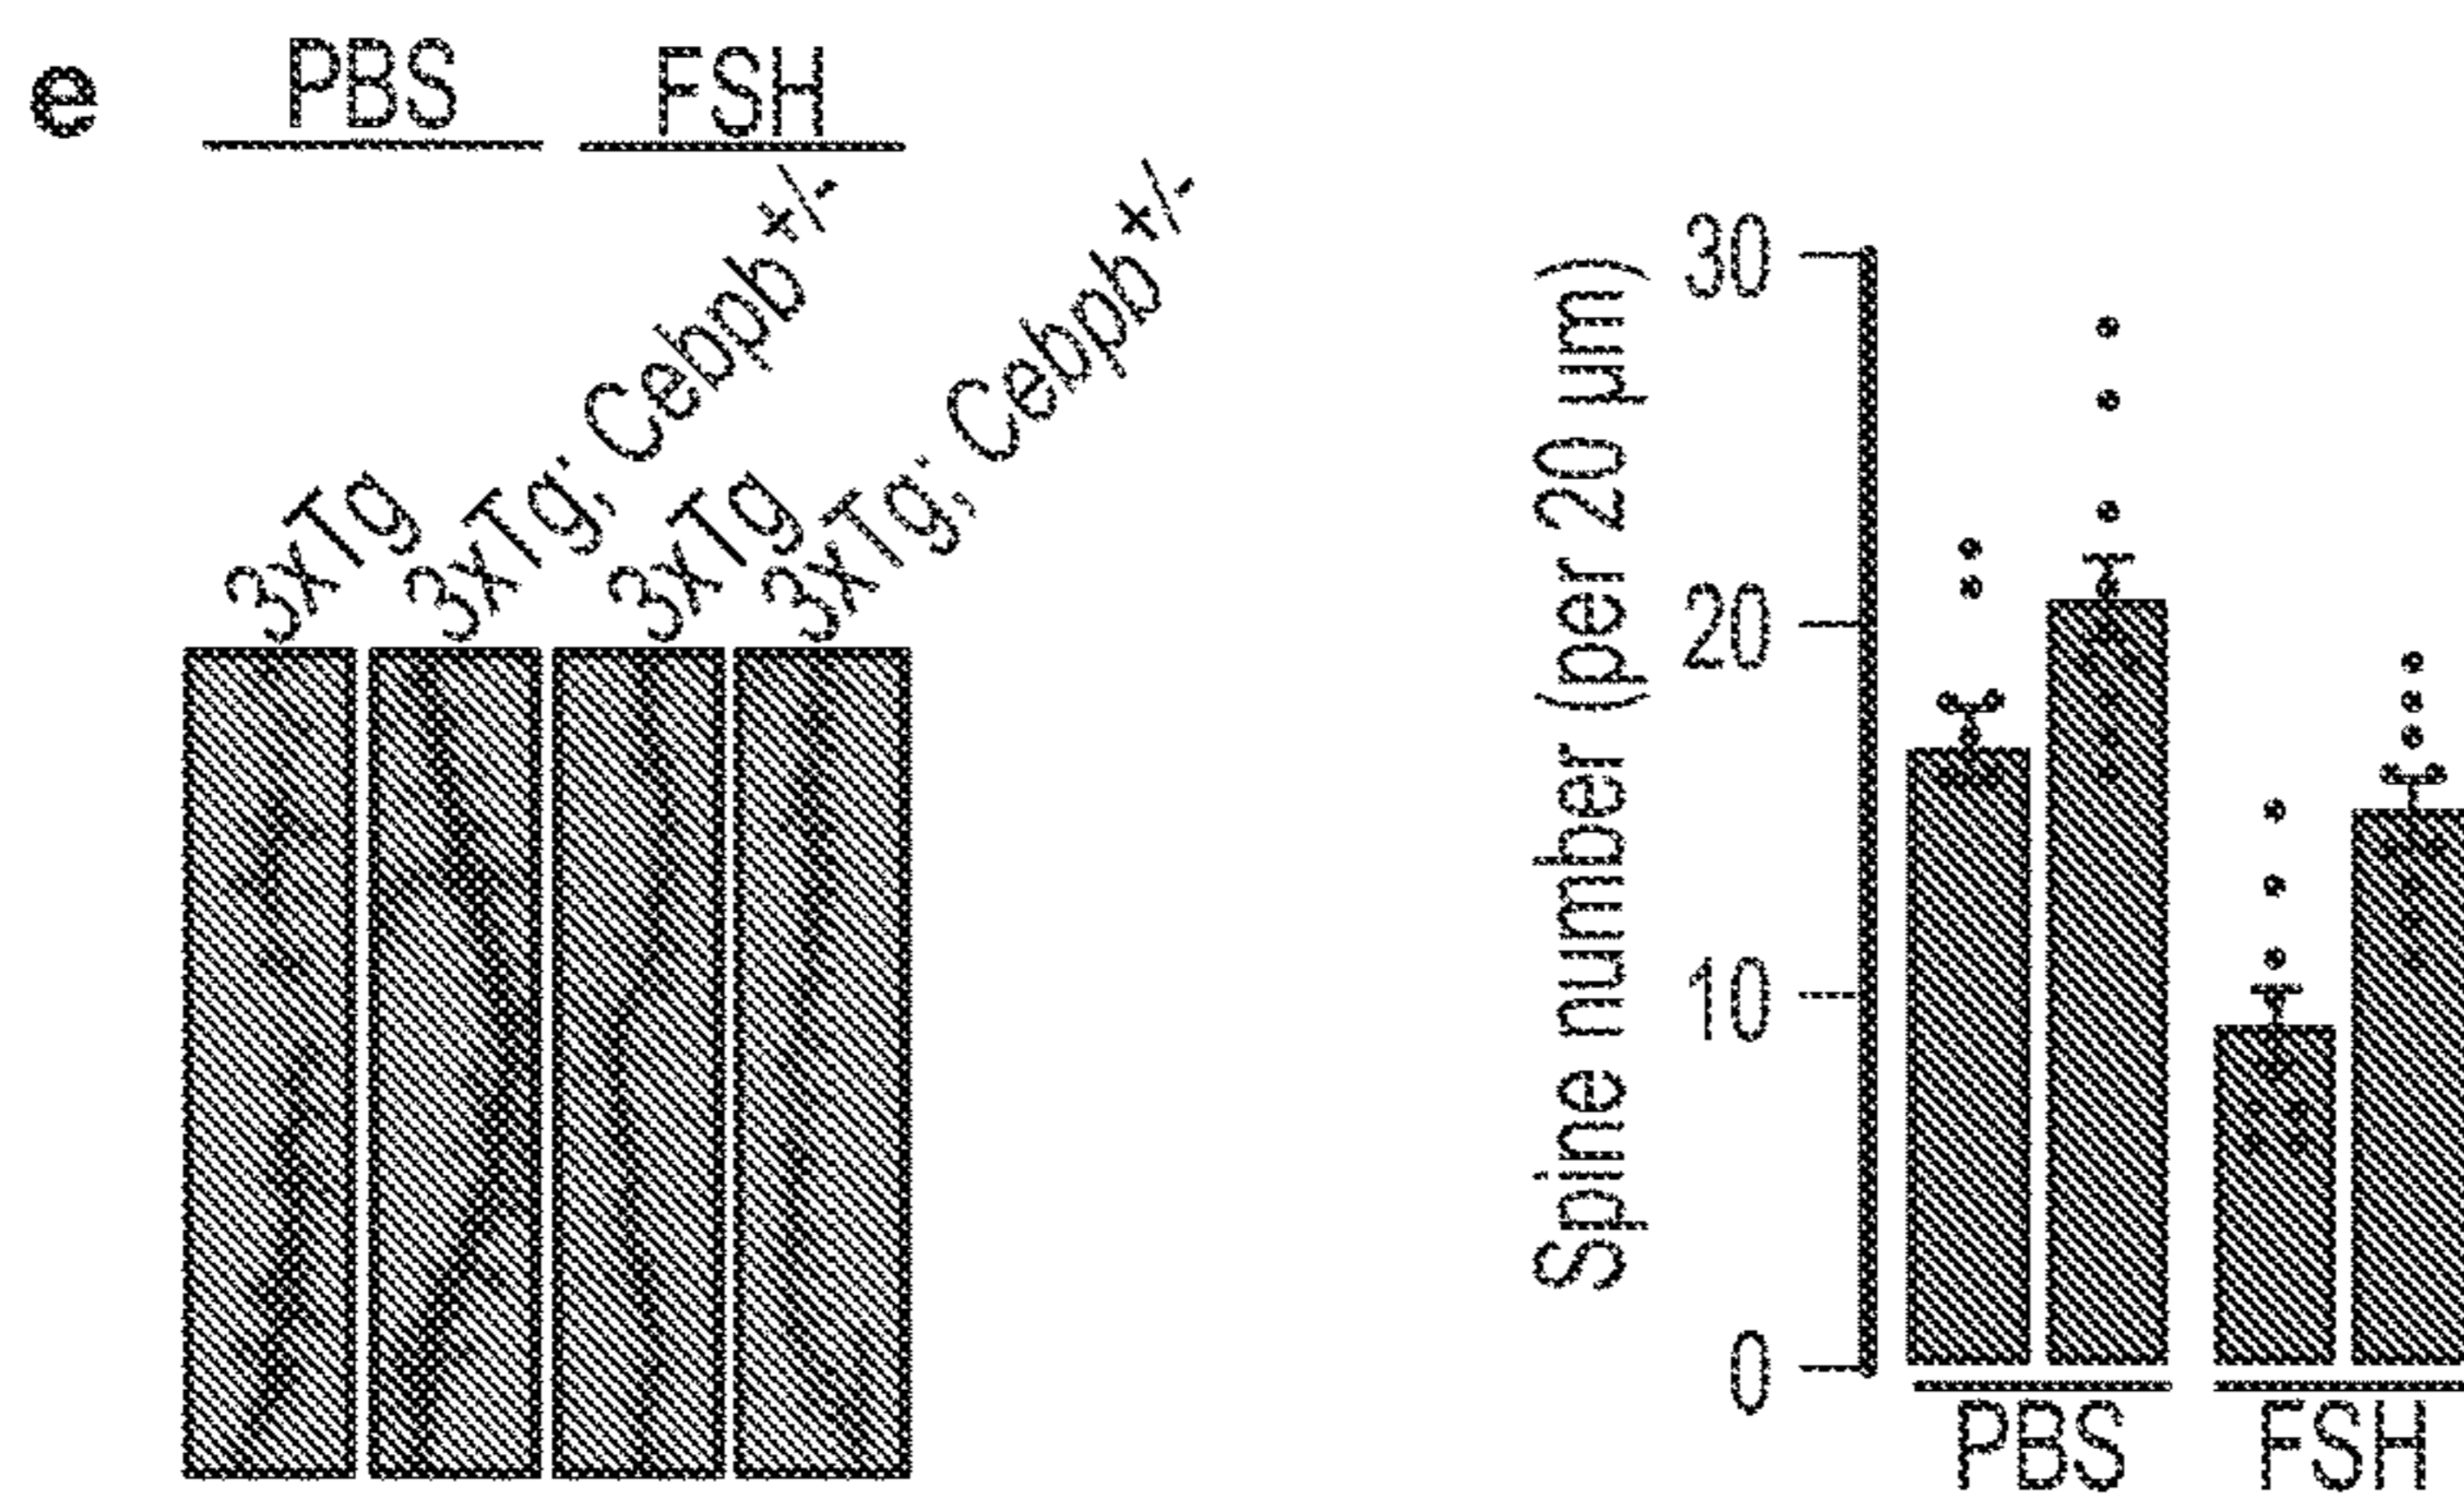 e
PBS FSH
3xTg
3xTg; Cebpb+/-
3xTg
3xTg; Cebpb+/-
Spine number (per 20 µm)
30
20
10
0
PBS FSH